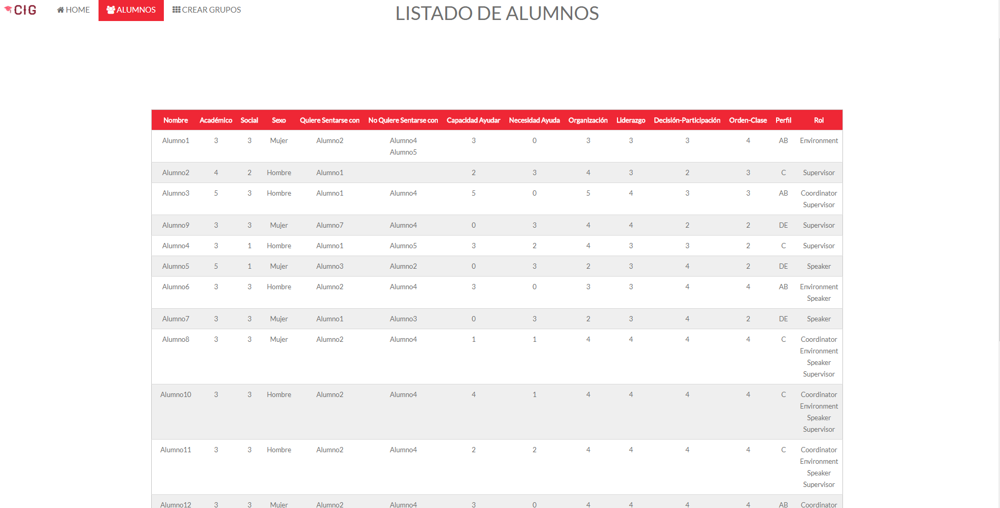 CIG HOME ALUMNOS CREAR GRUPOS LISTADO DE ALUMNOS
Nombre Académico Social Sexo Quiere Sentarse con No Quiere Sentarse con Capacidad Ayudar Necesidad Ayuda Organización Liderazgo Decisión-Participación Orden-Clase Perfil Rol
Alumno1 3 3 Mujer Alumno2 Alumno4 3 0 3 3 3 4 AB Environment
Alumno5
Alumno2 4 2 Hombre Alumno1 2 3 4 3 2 3 C Supervisor
Alumno3 5 3 Hombre Alumno1 Alumno4 5 0 5 4 3 3 AB Coordinator
Supervisor
Alumno9 3 3 Mujer Alumno7 Alumno4 0 3 4 4 2 2 DE Supervisor
Alumno4 3 1 Hombre Alumno1 Alumno5 3 2 4 3 3 2 C Supervisor
Alumno5 5 1 Mujer Alumno3 Alumno2 0 3 2 3 4 2 DE Speaker
Alumno6 3 3 Hombre Alumno2 Alumno4 3 0 3 3 4 4 AB Environment
Speaker
Alumno7 3 3 Mujer Alumno1 Alumno3 0 3 2 3 4 2 DE Speaker
Alumno8 3 3 Mujer Alumno2 Alumno4 1 1 4 4 4 4 C Coordinator
Environment
Speaker
Supervisor
Alumno10 3 3 Hombre Alumno2 Alumno4 4 1 4 4 4 4 C Coordinator
Environment
Speaker
Supervisor
Alumno11 3 3 Hombre Alumno2 Alumno4 2 2 4 4 4 4 C Coordinator
Environment
Speaker
Supervisor
Alumno12 3 3 Mujer Alumno2 Alumno4 3 0 4 4 4 4 AB Coordinator